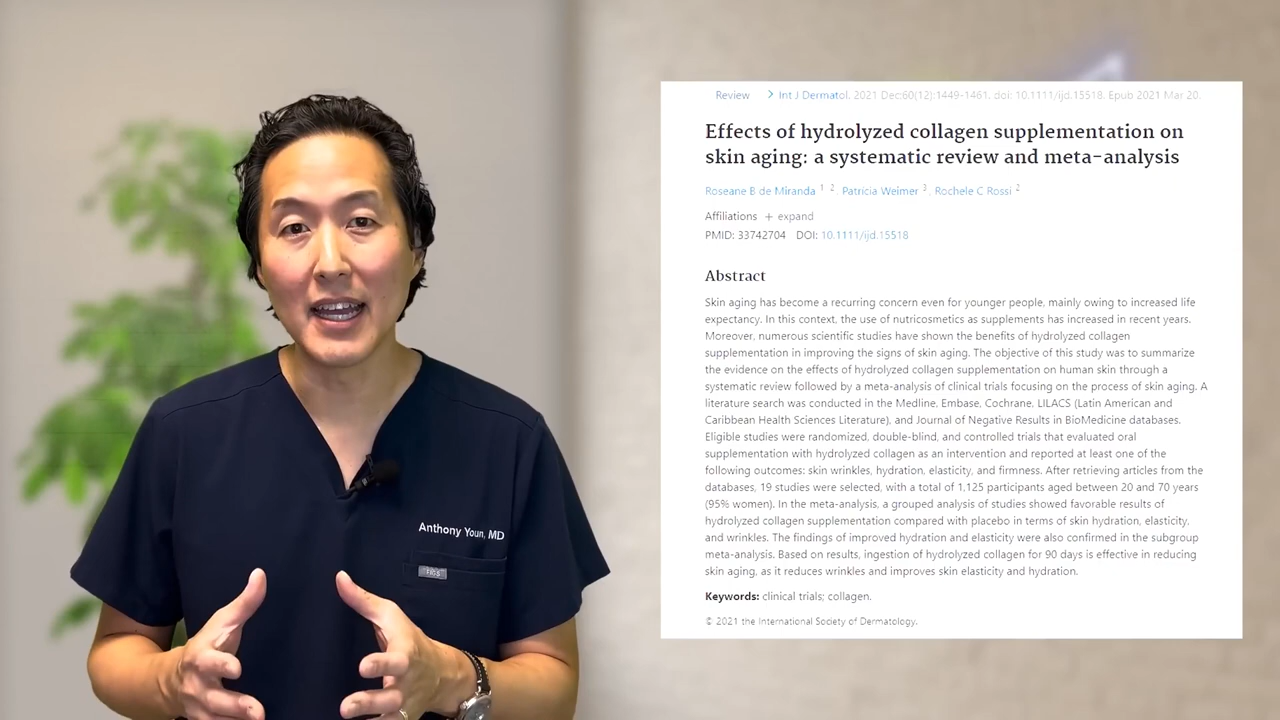 Anthony Youn, MD
FIGS
Review > Int J Dermatol. 2021 Dec;60(12):1449-1461. doi: 10.1111/ijd.15518. Epub 2021 Mar 20.
Effects of hydrolyzed collagen supplementation on
skin aging: a systematic review and meta-analysis
Roseane B de Miranda 1 2, Patrícia Weimer 3, Rochele C Rossi 2
Affiliations + expand
PMID: 33742704 DOI: 10.1111/ijd.15518
Abstract
Skin aging has become a recurring concern even for younger people, mainly owing to increased life
expectancy. In this context, the use of nutricosmetics as supplements has increased in recent years.
Moreover, numerous scientific studies have shown the benefits of hydrolyzed collagen
supplementation in improving the signs of skin aging. The objective of this study was to summarize
the evidence on the effects of hydrolyzed collagen supplementation on human skin through a
systematic review followed by a meta-analysis of clinical trials focusing on the process of skin aging. A
literature search was conducted in the Medline, Embase, Cochrane, LILACS (Latin American and
Caribbean Health Sciences Literature), and Journal of Negative Results in BioMedicine databases.
Eligible studies were randomized, double-blind, and controlled trials that evaluated oral
supplementation with hydrolyzed collagen as an intervention and reported at least one of the
following outcomes: skin wrinkles, hydration, elasticity, and firmness. After retrieving articles from the
databases, 19 studies were selected, with a total of 1,125 participants aged between 20 and 70 years
(95% women). In the meta-analysis, a grouped analysis of studies showed favorable results of
hydrolyzed collagen supplementation compared with placebo in terms of skin hydration, elasticity,
and wrinkles. The findings of improved hydration and elasticity were also confirmed in the subgroup
meta-analysis. Based on results, ingestion of hydrolyzed collagen for 90 days is effective in reducing
skin aging, as it reduces wrinkles and improves skin elasticity and hydration.
Keywords: clinical trials; collagen.
© 2021 the International Society of Dermatology.